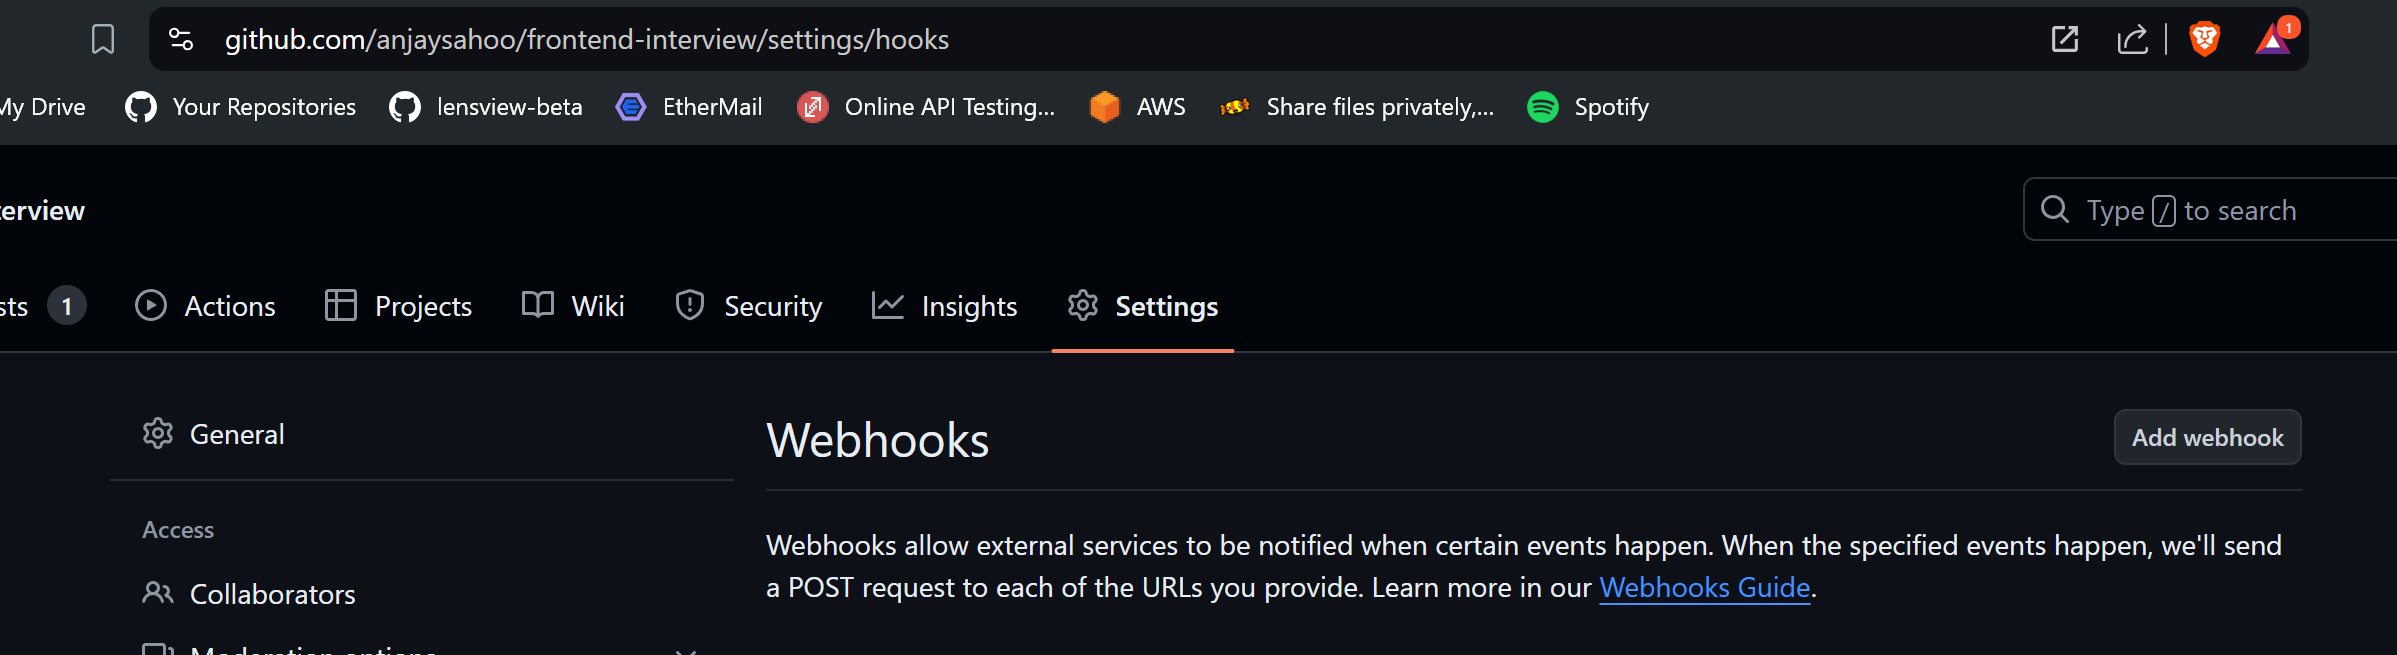 github.com/anjaysahoo/frontend-interview/settings/hooks
1
My Drive Your Repositories lensview-beta EtherMail Online API Testing... AWS Share files privately,... Spotify
terview
Type / to search
sts 1 Actions Projects Wiki Security Insights Settings
General
Access
Collaborators
Moderation options
Webhooks
Add webhook
Webhooks allow external services to be notified when certain events happen. When the specified events happen, we'll send
a POST request to each of the URLs you provide. Learn more in our Webhooks Guide.